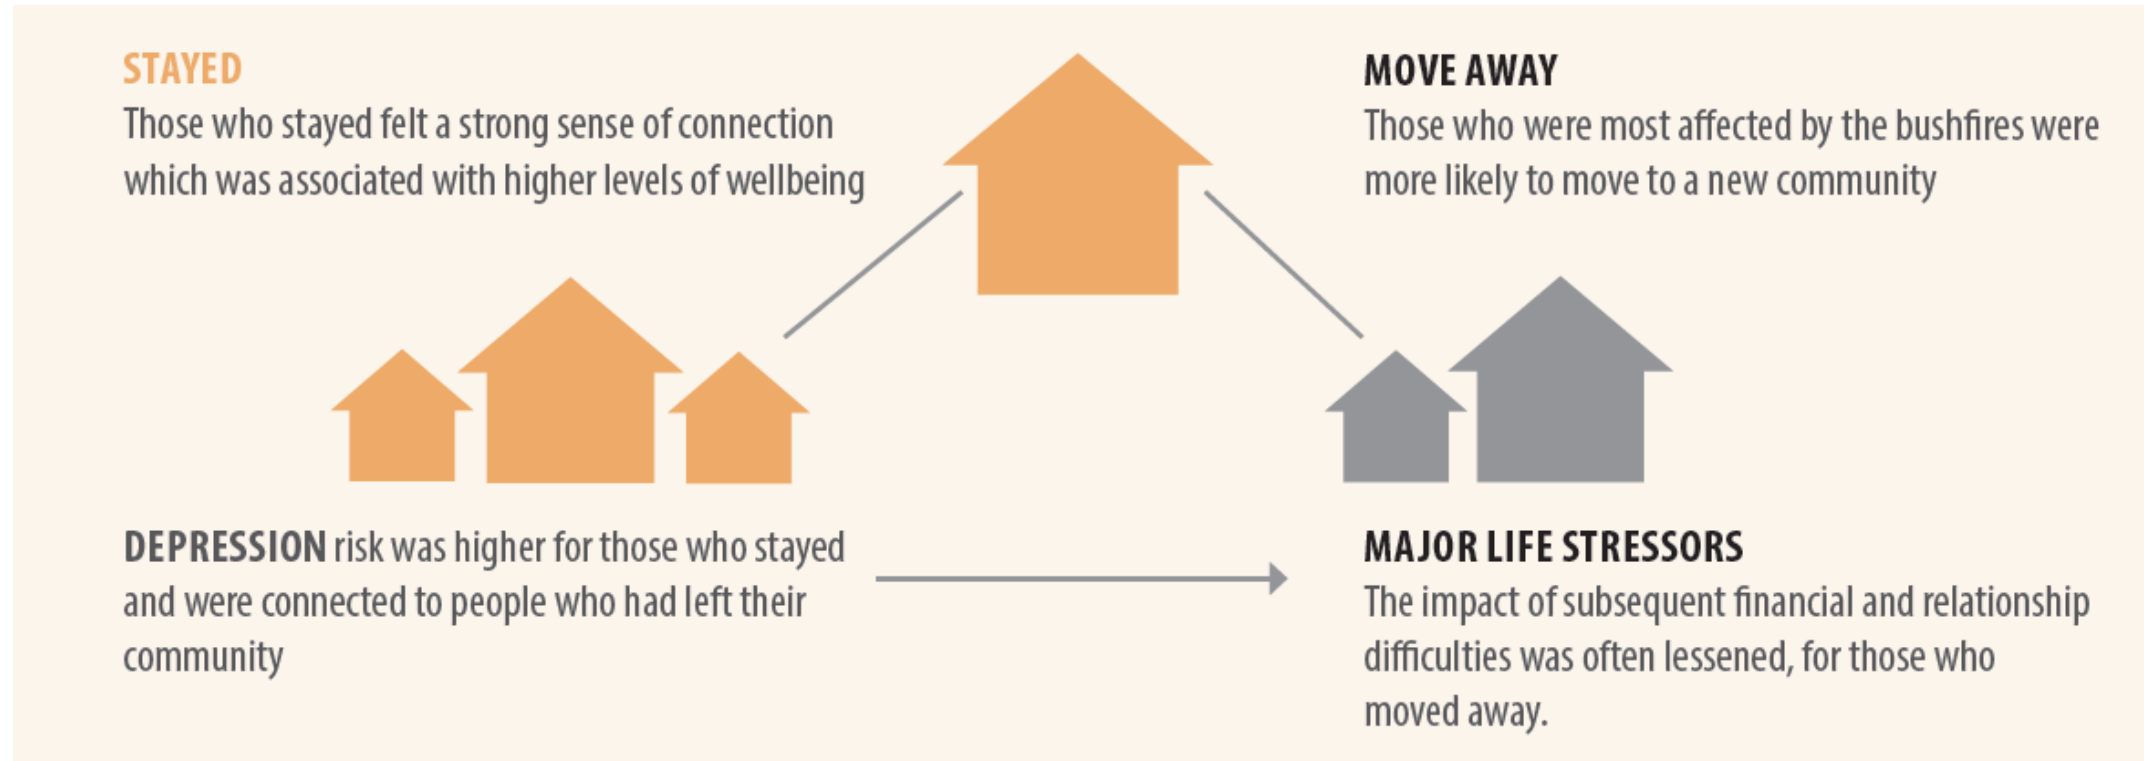 STAYED
Those who stayed felt a strong sense of connection
which was associated with higher levels of wellbeing
MOVE AWAY
Those who were most affected by the bushfires were
more likely to move to a new community
DEPRESSION risk was higher for those who stayed
and were connected to people who had left their
community
MAJOR LIFE STRESSORS
The impact of subsequent financial and relationship
difficulties was often lessened, for those who
moved away.